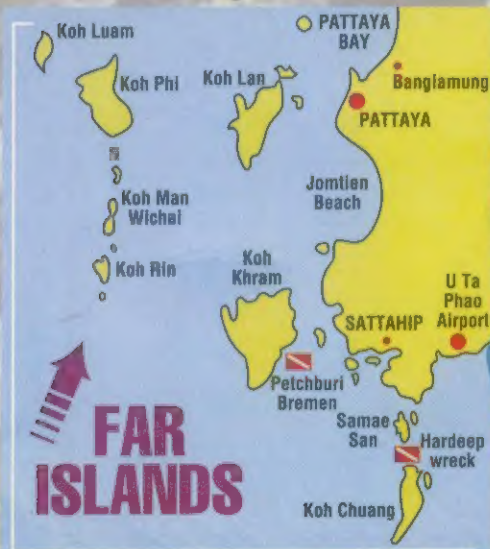 Koh Luam
Koh Phi
Koh Lan
PATTAYA
BAY
Banglamung
PATTAYA
Jomtien
Beach
Koh Man
Wichai
Koh Rin
Koh
Khram
U Ta
Phao
Airport
SATTAHIP
Petchburi
Bremen
Samae
San
Hardeep
wreck
Koh Chuang
FAR
ISLANDS